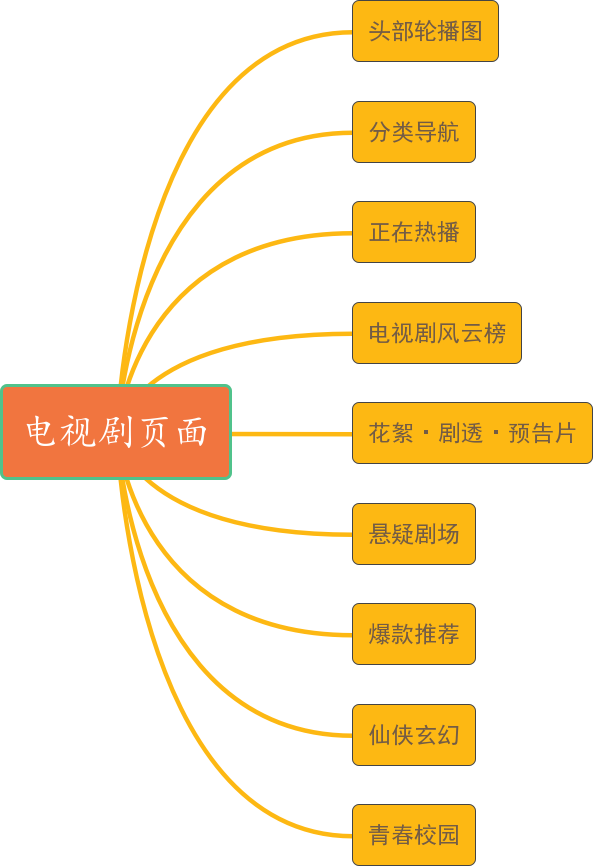 头部轮播图
分类导航
正在热播
电视剧风云榜
电视剧页面
花絮·剧透·预告片
悬疑剧场
爆款推荐
仙侠玄幻
青春校园